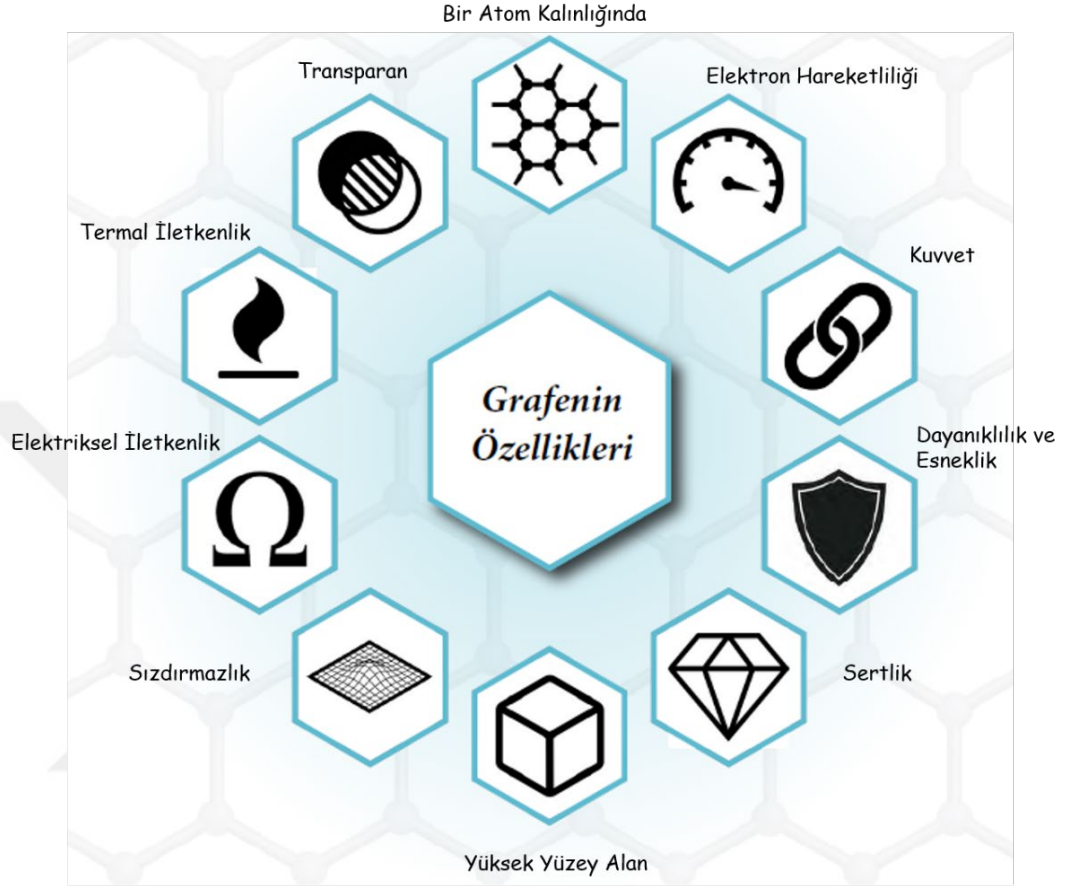 Bir Atom Kalınlığında
Transparan
Elektron Hareketliliği
Termal İletkenlik
Kuvvet
Grafenin
Özellikleri
Elektriksel İletkenlik
Dayanıklılık ve
Esneklik
Ω
Sızdırmazlık
Sertlik
Yüksek Yüzey Alan